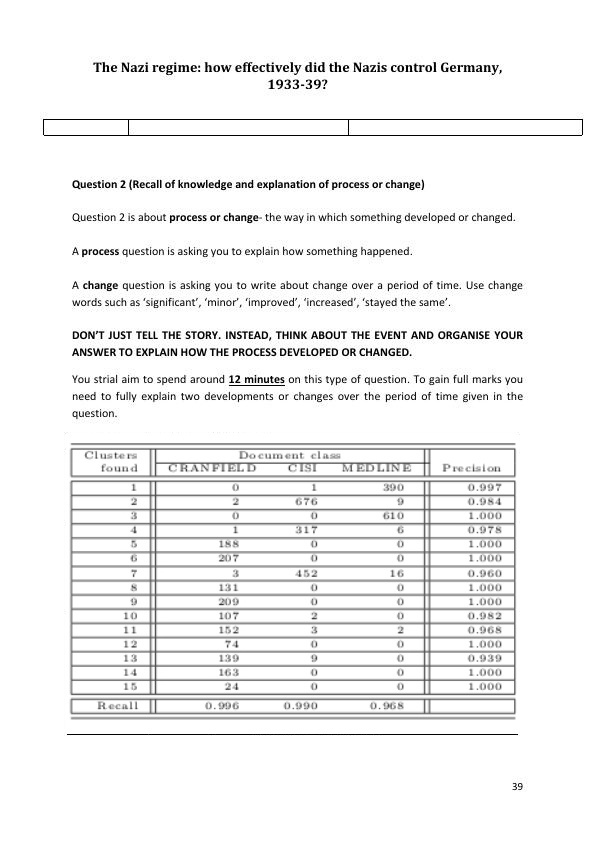 The Nazi regime: how effectively did the Nazis control Germany,
1933-39?
Question 2 (Recall of knowledge and explanation of process or change)
Question 2 is about process or change- the way in which something developed or changed.
A process question is asking you to explain how something happened.
A change question is asking you to write about change over a period of time. Use change
words such as ‘significant’, ‘minor’, ‘improved’, ‘increased’, ‘stayed the same’.
DON’T JUST TELL THE STORY. INSTEAD, THINK ABOUT THE EVENT AND ORGANISE YOUR
ANSWER TO EXPLAIN HOW THE PROCESS DEVELOPED OR CHANGED.
You strial aim to spend around 12 minutes on this type of question. To gain full marks you
need to fully explain two developments or changes over the period of time given in the
question.
Clusters Document class
found CRANFIELD CISI MEDLINE Precision
1 0 1 390 0.997
2 2 676 9 0.984
3 0 0 610 1.000
4 1 317 6 0.978
5 188 0 0 1.000
6 207 0 0 1.000
7 3 452 16 0.960
8 131 0 0 1.000
9 209 0 0 1.000
10 107 2 0 0.982
11 152 3 2 0.968
12 74 0 0 1.000
13 139 9 0 0.939
14 163 0 0 1.000
15 24 0 0 1.000
Recall 0.996 0.990 0.968
39